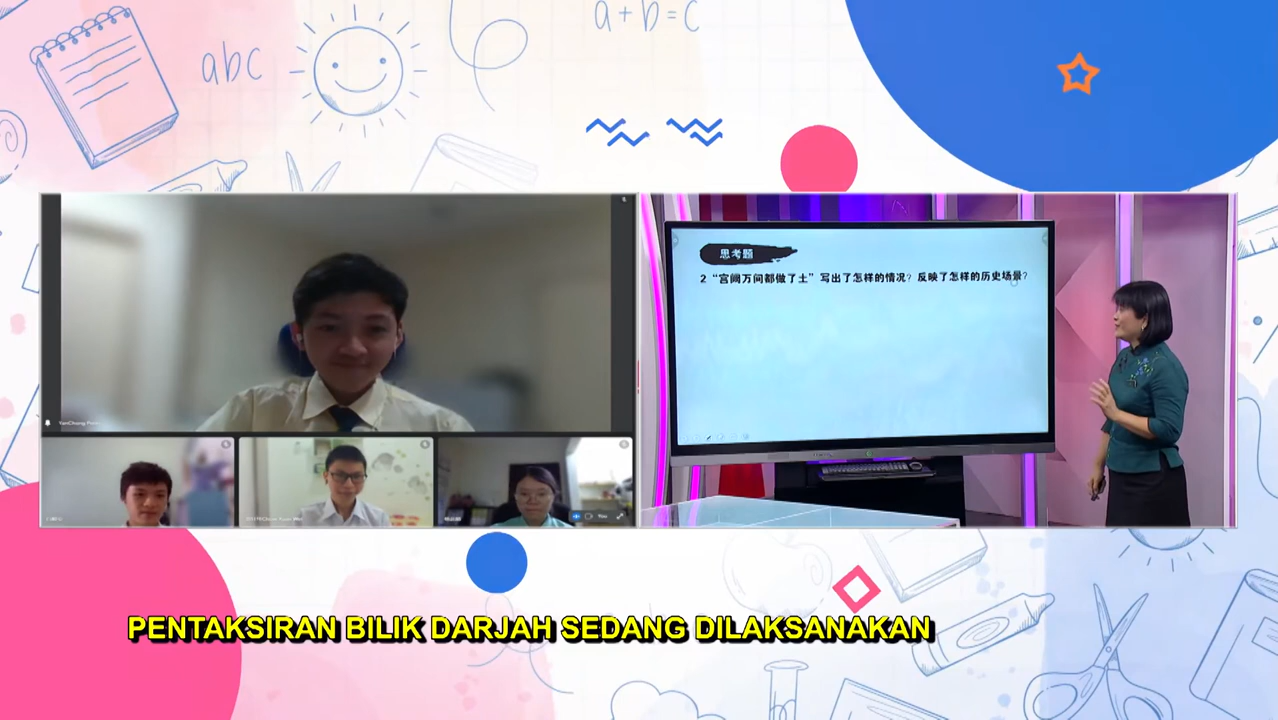 abc
a+b=c
思考题
2“宫阙万间都做了土”写出了怎样的情况？反映了怎样的历史场景？
PENTAKSIRAN BILIK DARJAH SEDANG DILAKSANAKAN